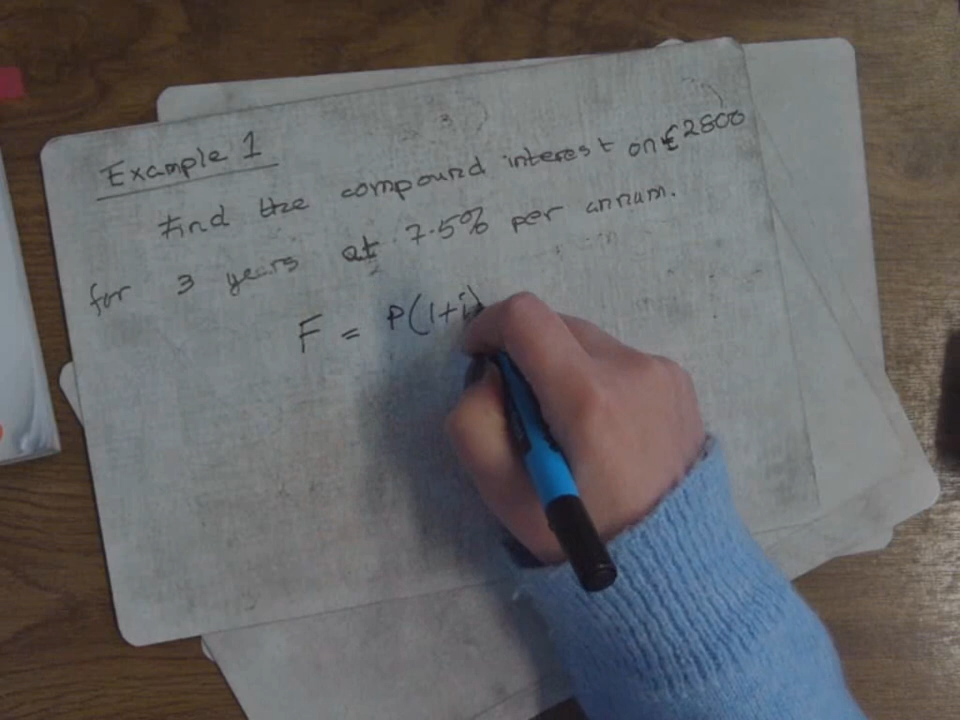 Example 1
Find the compound interest on €2800
for 3 years at 7.5% per annum.
F = P(1+i)